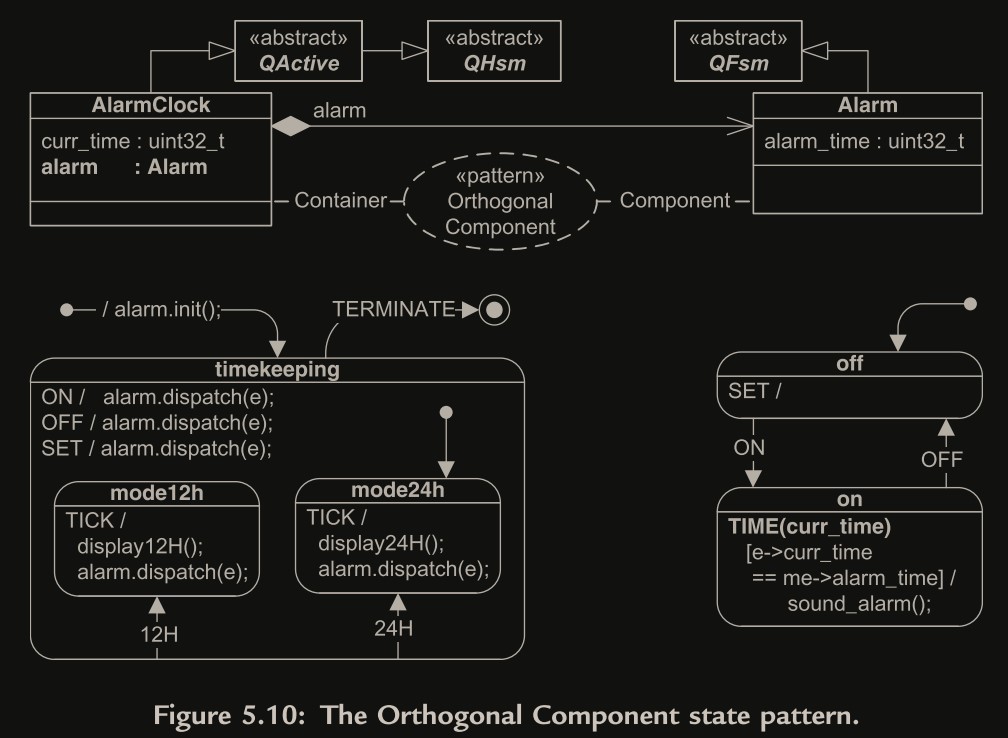 «abstract»
QActive
«abstract»
QHsm
«abstract»
QFsm
AlarmClock
curr_time : uint32_t
alarm : Alarm
alarm
Alarm
alarm_time : uint32_t
Container
«pattern»
Orthogonal
Component
Component
/ alarm.init();
TERMINATE
timekeeping
ON / alarm.dispatch(e);
OFF / alarm.dispatch(e);
SET / alarm.dispatch(e);
mode12h
TICK /
display12H();
alarm.dispatch(e);
mode24h
TICK /
display24H();
alarm.dispatch(e);
12H
24H
off
SET /
ON
OFF
on
TIME(curr_time)
[e->curr_time
== me->alarm_time] /
sound_alarm();
Figure 5.10: The Orthogonal Component state pattern.